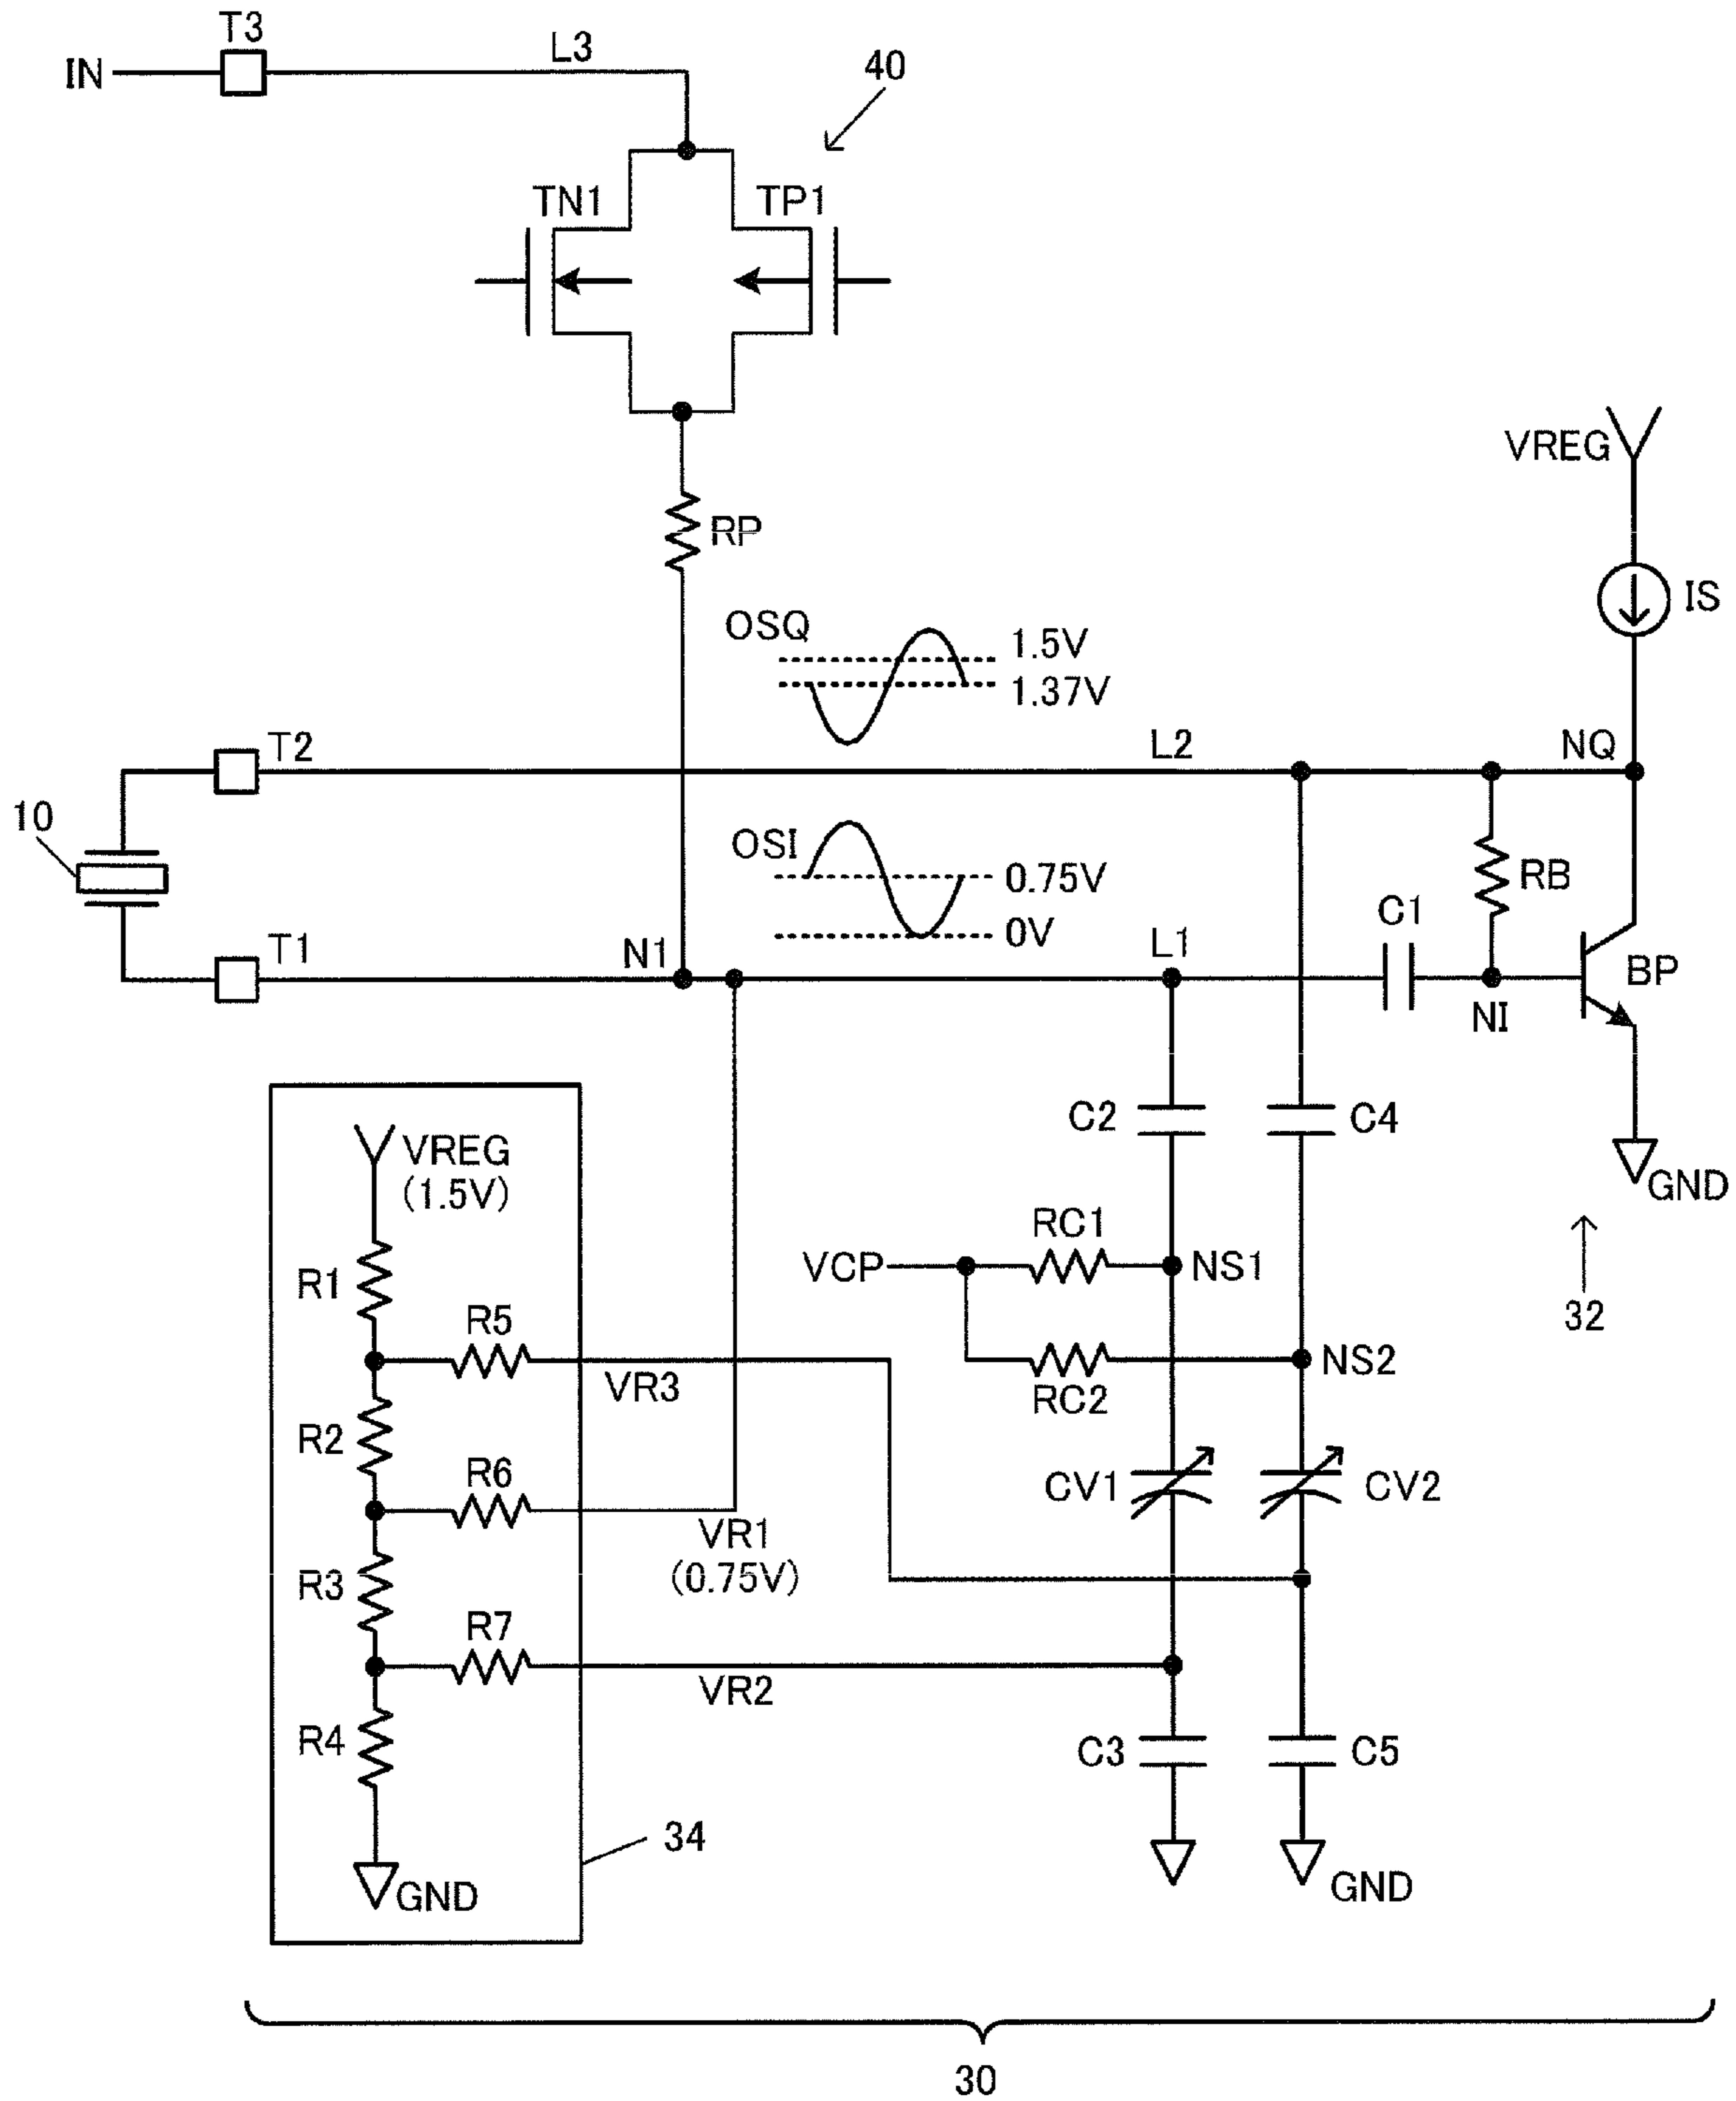 T3
IN
L3
40
TN1
TP1
RP
VREG
IS
OSQ
1.5V
1.37V
T2
L2
NQ
10
OSI
0.75V
0V
RB
C1
T1
N1
L1
NI
BP
VREG
(1.5V)
C2
C4
GND
R1
RC1
VCP
NS1
R5
VR3
RC2
NS2
32
R2
R6
CV1
CV2
VR1
(0.75V)
R3
R7
VR2
R4
C3
C5
34
GND
GND
30